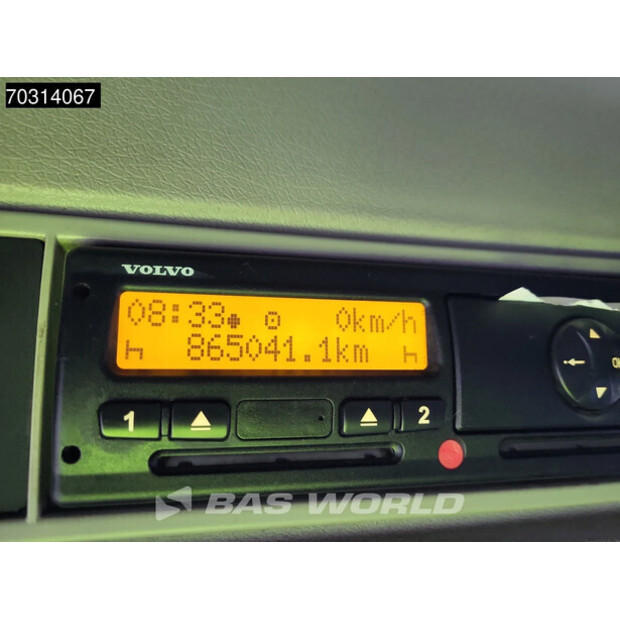 70314067
VOLVO
08:33 0km/h
865041.1km
1 2
BAS WORLD